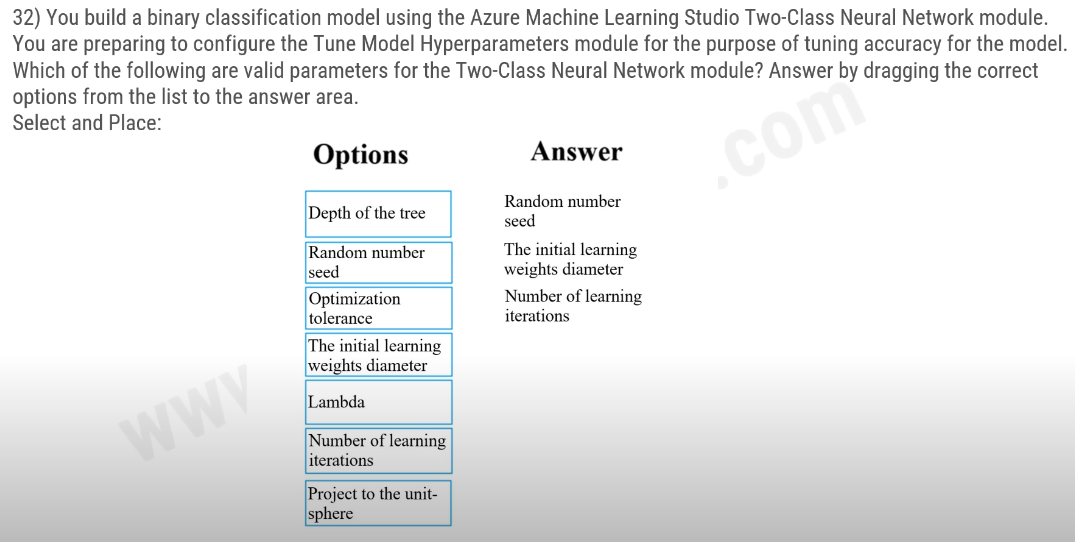 32) You build a binary classification model using the Azure Machine Learning Studio Two-Class Neural Network module.
You are preparing to configure the Tune Model Hyperparameters module for the purpose of tuning accuracy for the model.
Which of the following are valid parameters for the Two-Class Neural Network module? Answer by dragging the correct
options from the list to the answer area.
Select and Place:
Options
Depth of the tree
Random number
seed
Optimization
tolerance
The initial learning
weights diameter
Lambda
Number of learning
iterations
Project to the unit-
sphere
Answer
Random number
seed
The initial learning
weights diameter
Number of learning
iterations
www
.com